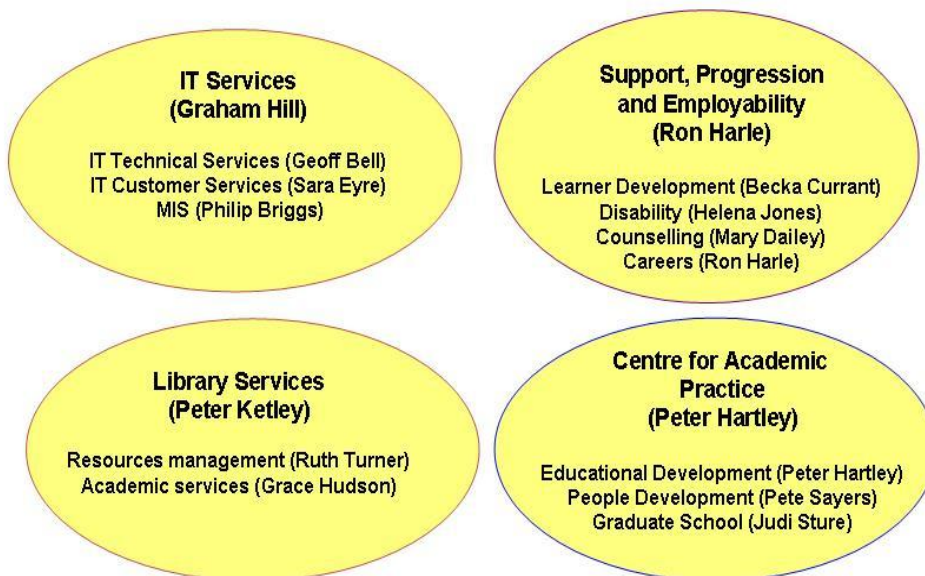 IT Services
(Graham Hill)
IT Technical Services (Geoff Bell)
IT Customer Services (Sara Eyre)
MIS (Philip Briggs)
Support, Progression
and Employability
(Ron Harle)
Learner Development (Becka Currant)
Disability (Helena Jones)
Counselling (Mary Dailey)
Careers (Ron Harle)
Library Services
(Peter Ketley)
Resources management (Ruth Turner)
Academic services (Grace Hudson)
Centre for Academic
Practice
(Peter Hartley)
Educational Development (Peter Hartley)
People Development (Pete Sayers)
Graduate School (Judi Sture)